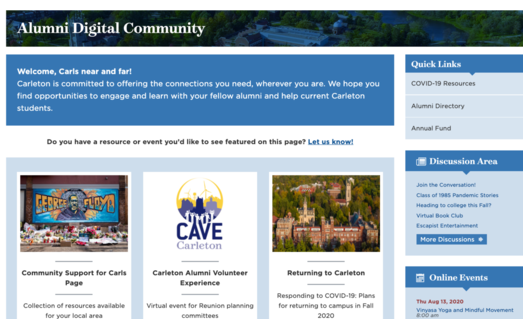 Alumni Digital Community
Welcome, Carls near and far!
Carleton is committed to offering the connections you need, wherever you are. We hope you
find opportunities to engage and learn with your fellow alumni and help current Carleton
students.
Do you have a resource or event you'd like to see featured on this page? Let us know!
GEORGE FLOYD
Community Support for Carls
Page
Collection of resources available
for your local area
CAVE
Carleton
Carleton Alumni Volunteer
Experience
Virtual event for Reunion planning
committees
Returning to Carleton
Responding to COVID-19: Plans
for returning to campus in Fall
2020
Quick Links
COVID-19 Resources
Alumni Directory
Annual Fund
Discussion Area
Join the Conversation!
Class of 1985 Pandemic Stories
Heading to college this Fall?
Virtual Book Club
Escapist Entertainment
More Discussions
Online Events
Thu Aug 13, 2020
Vinyasa Yoga and Mindful Movement
8:00 am